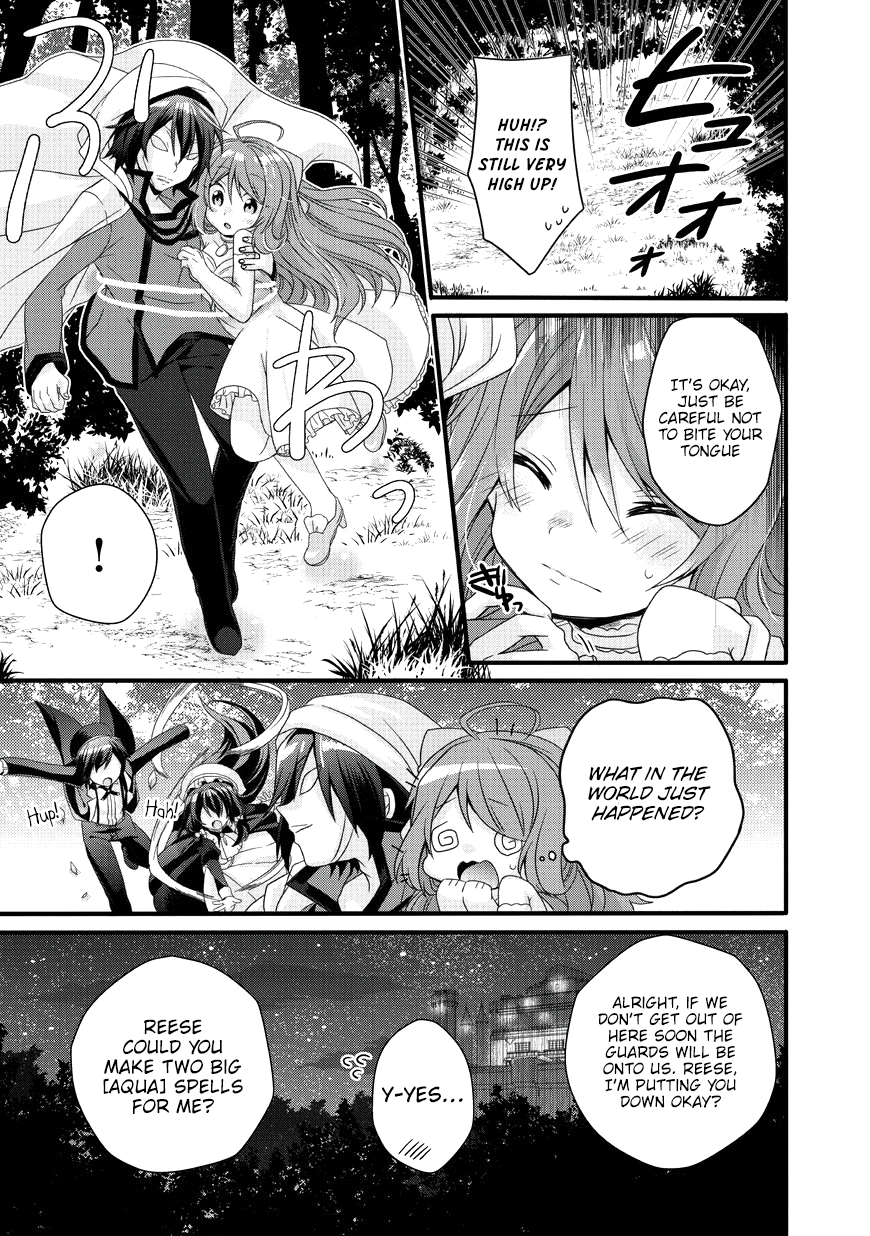 HUH!?
THIS IS
STILL VERY
HIGH UP!
ヒュオオ
IT'S OKAY,
JUST BE
CAREFUL NOT
TO BITE YOUR
TONGUE
ぎゅっ
ふわっ
!
WHAT IN THE
WORLD JUST
HAPPENED?
...
Hah!
Hup!
ALRIGHT, IF WE
DON'T GET OUT OF
HERE SOON THE
GUARDS WILL BE
ONTO US. REESE,
I'M PUTTING YOU
DOWN OKAY?
Y-YES...
REESE
COULD YOU
MAKE TWO BIG
[AQUA] SPELLS
FOR ME?